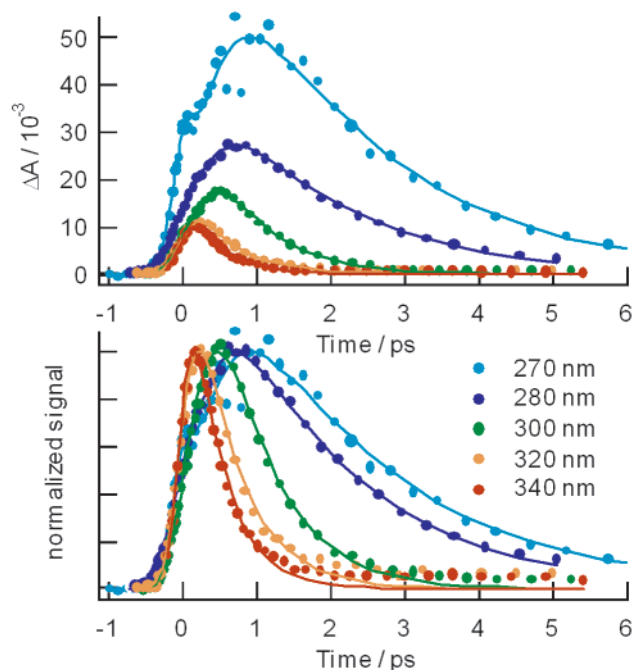 50
40
30
20
10
0
ΔA / 10⁻³
-1 0 1 2 3 4 5 6
Time / ps
270 nm
280 nm
300 nm
320 nm
340 nm
normalized signal
-1 0 1 2 3 4 5 6
Time / ps